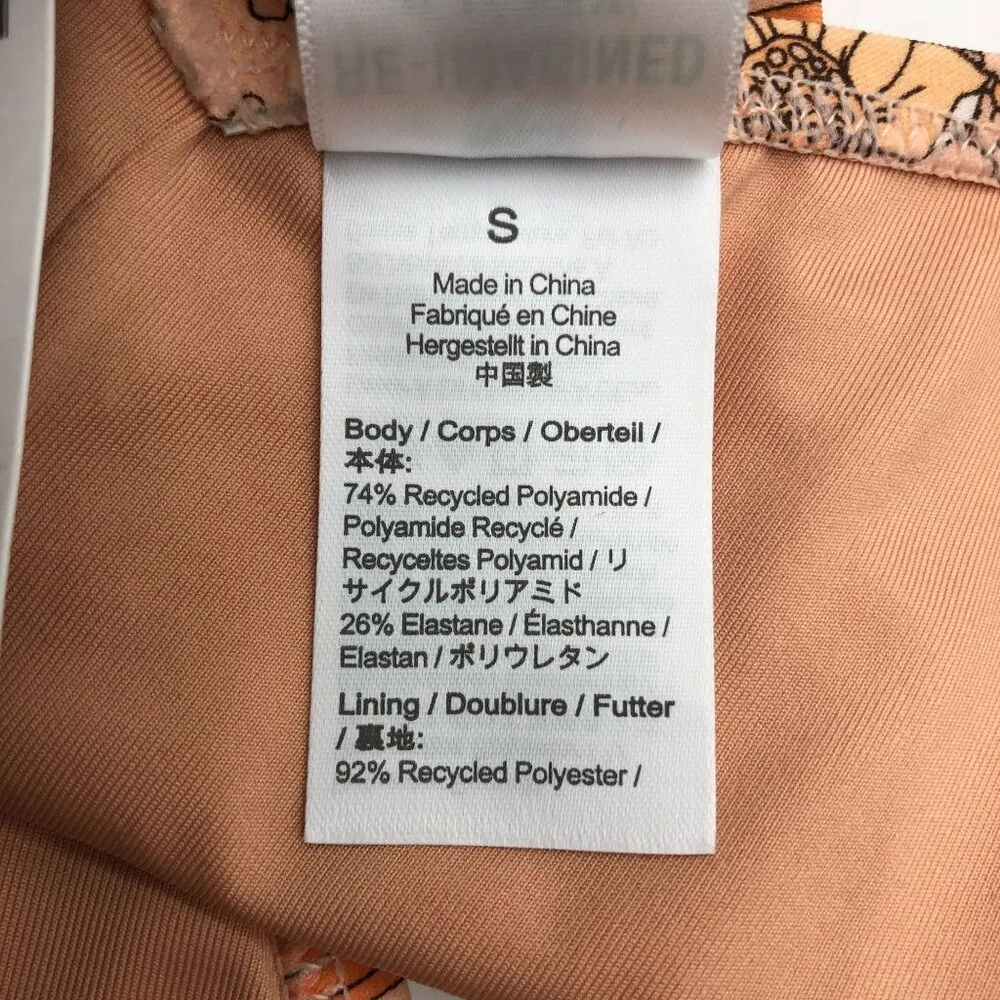 RE-IMAGINED
S
Made in China
Fabriqué en Chine
Hergestellt in China
中国製
Body / Corps / Oberteil /
本体:
74% Recycled Polyamide /
Polyamide Recyclé /
Recyceltes Polyamid / リ
サイクルポリアミド
26% Elastane / Élasthanne /
Elastan / ポリウレタン
Lining / Doublure / Futter
/ 裏地:
92% Recycled Polyester /